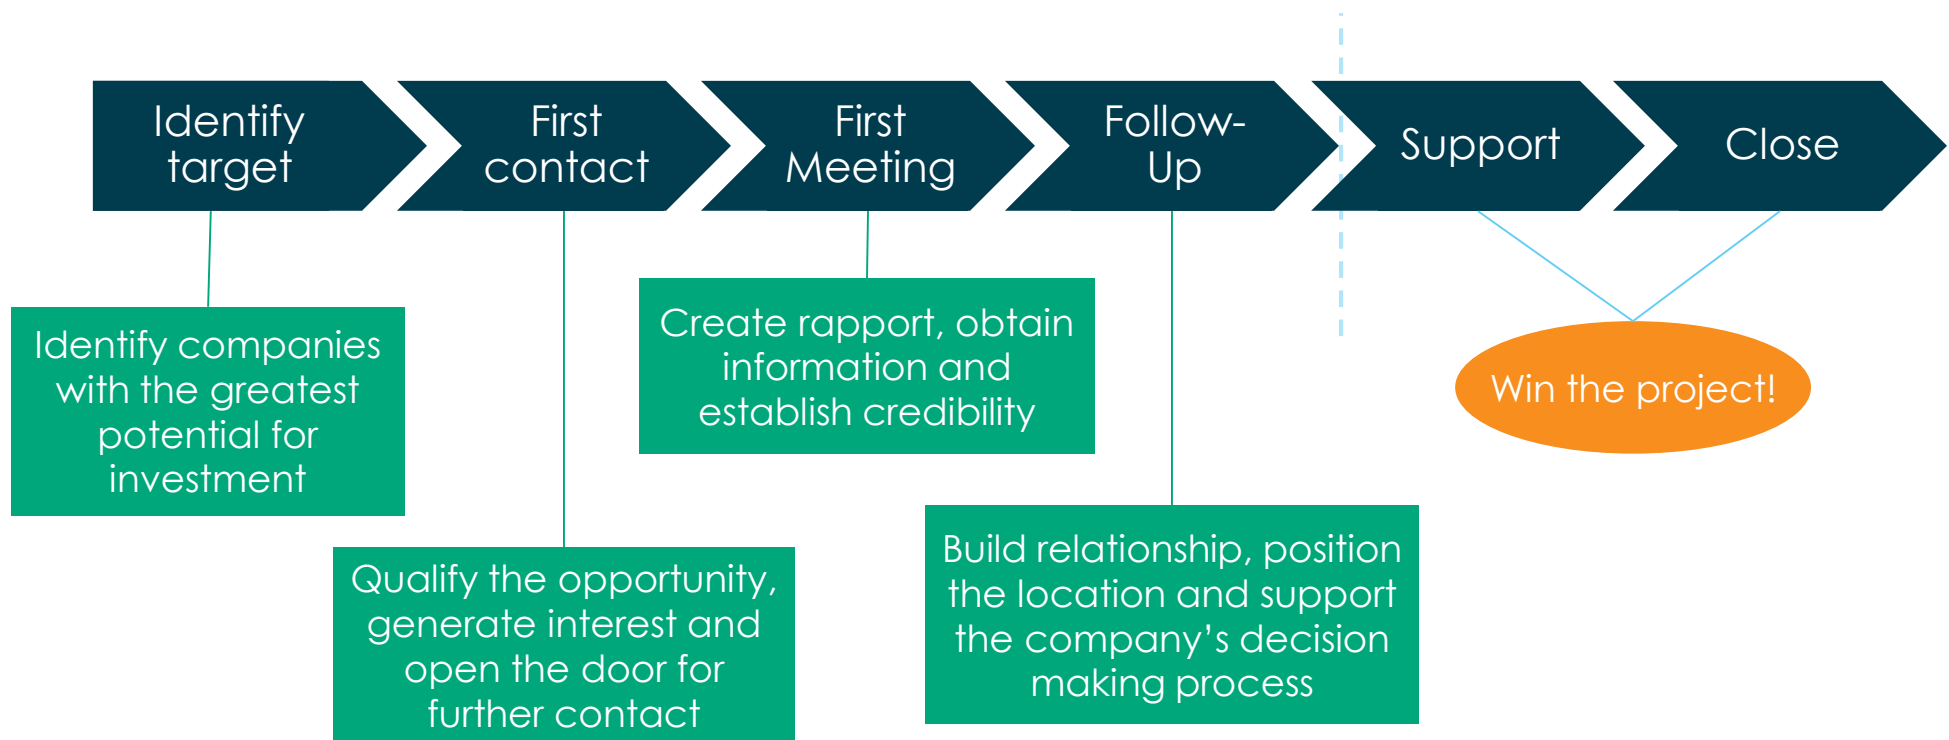 Identify
target
First
contact
First
Meeting
Follow-
Up
Support
Close
Identify companies
with the greatest
potential for
investment
Qualify the opportunity,
generate interest and
open the door for
further contact
Create rapport, obtain
information and
establish credibility
Build relationship, position
the location and support
the company’s decision
making process
Win the project!